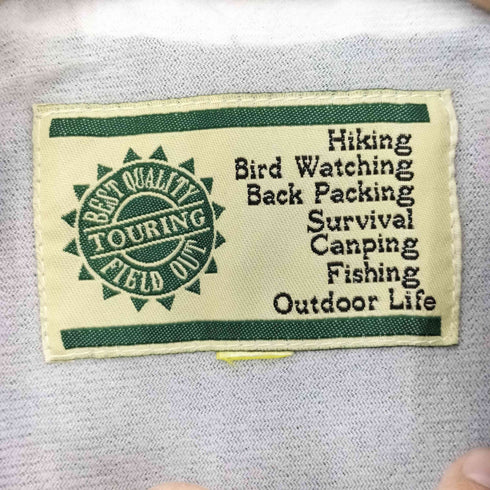 BEST QUALITY
TOURING
FIELD OUT
Hiking
Bird Watching
Back Packing
Survival
Canping
Fishing
Outdoor Life